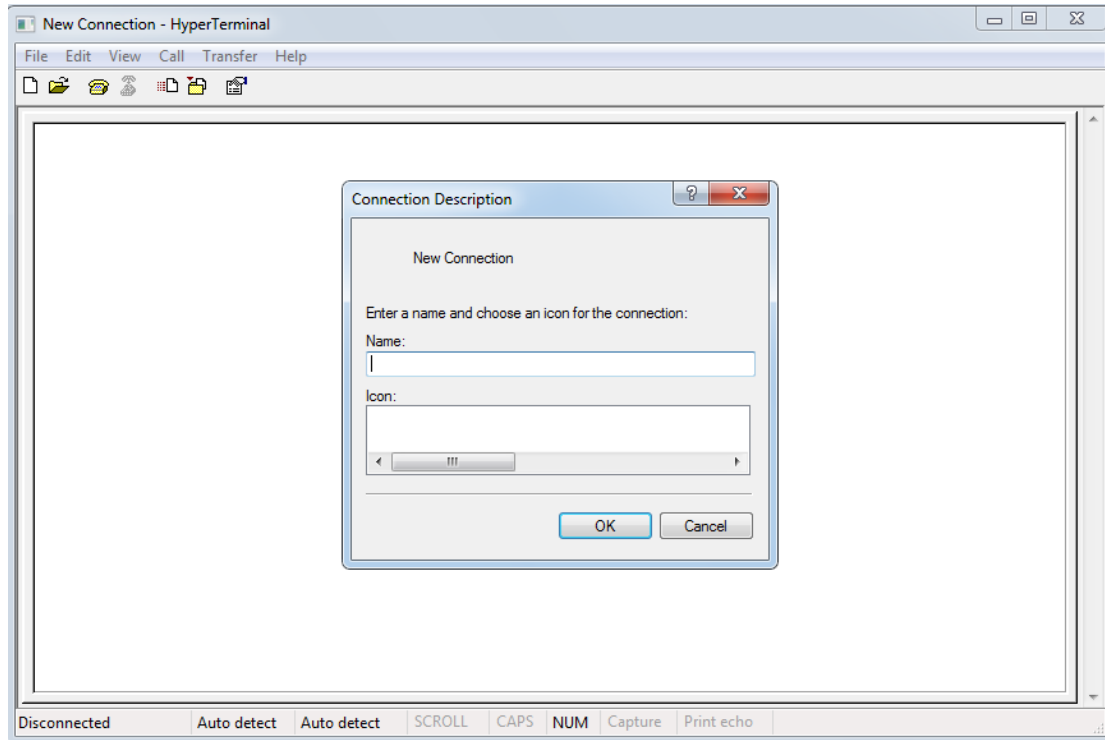 New Connection - HyperTerminal
File Edit View Call Transfer Help
Connection Description
New Connection
Enter a name and choose an icon for the connection:
Name:
Icon:
OK Cancel
Disconnected Auto detect Auto detect SCROLL CAPS NUM Capture Print echo